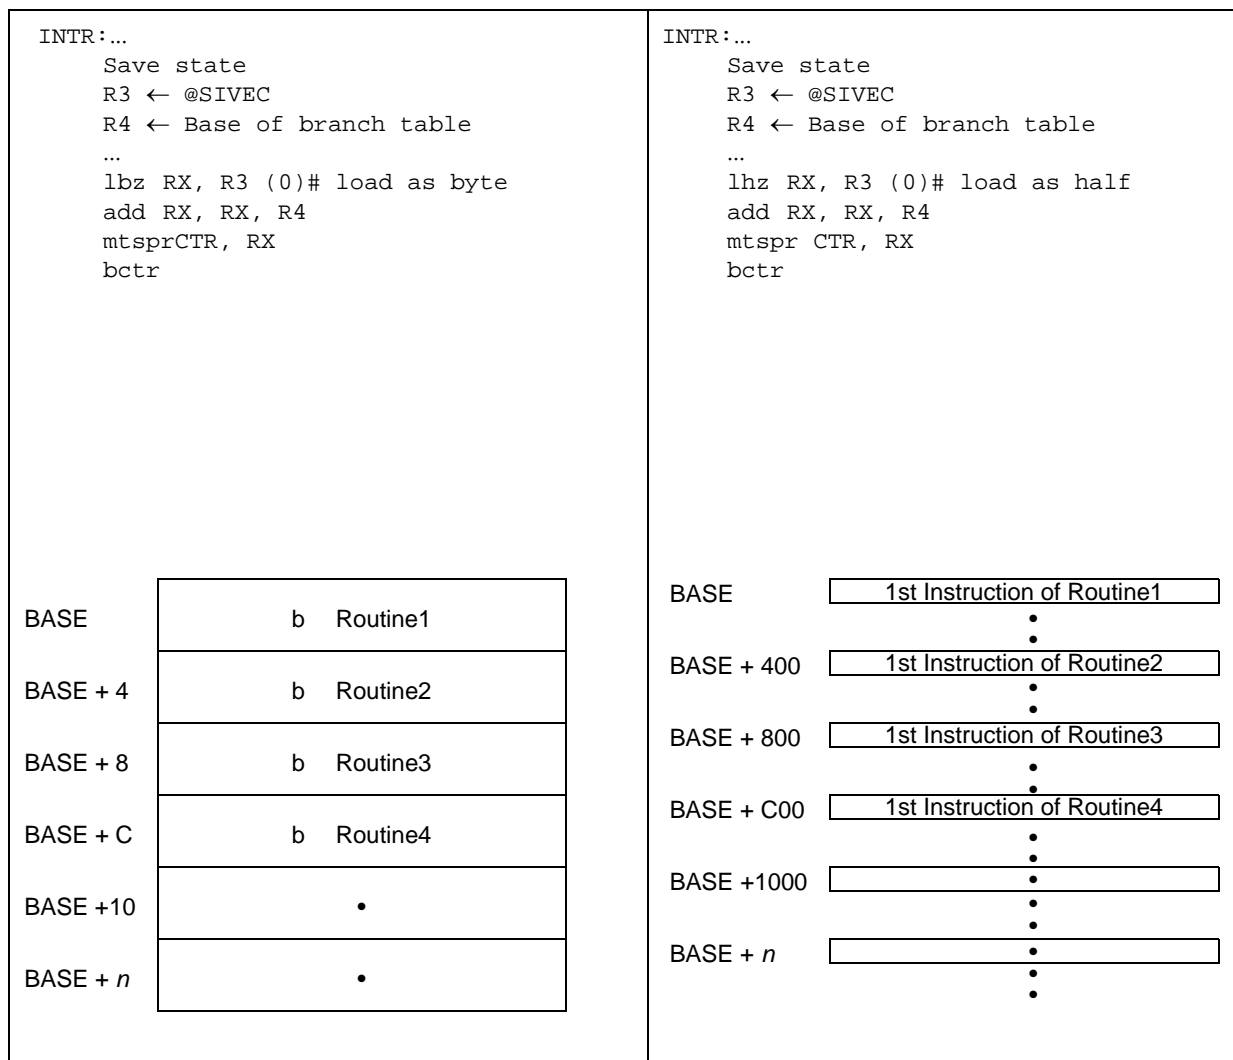 INTR:...
Save state
R3 ← @SIVEC
R4 ← Base of branch table
...
lbz RX, R3 (0)# load as byte
add RX, RX, R4
mtsprCTR, RX
bctr
BASE b Routine1
BASE + 4 b Routine2
BASE + 8 b Routine3
BASE + C b Routine4
BASE +10 •
BASE + n •
INTR:...
Save state
R3 ← @SIVEC
R4 ← Base of branch table
...
lhz RX, R3 (0)# load as half
add RX, RX, R4
mtspr CTR, RX
bctr
BASE 1st Instruction of Routine1
•
•
BASE + 400 1st Instruction of Routine2
•
•
BASE + 800 1st Instruction of Routine3
•
•
BASE + C00 1st Instruction of Routine4
•
•
BASE +1000 •
•
•
BASE + n •
•
•